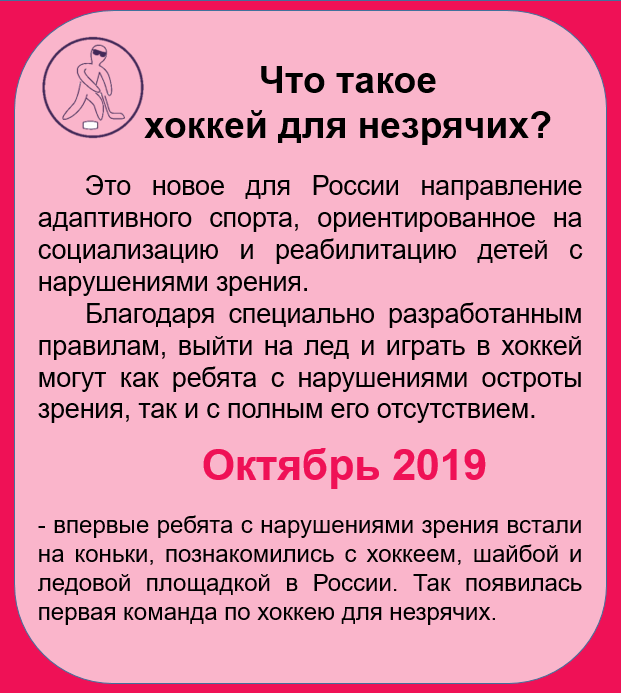 Что такое
хоккей для незрячих?
Это новое для России направление
адаптивного спорта, ориентированное на
социализацию и реабилитацию детей с
нарушениями зрения.
Благодаря специально разработанным
правилам, выйти на лед и играть в хоккей
могут как ребята с нарушениями остроты
зрения, так и с полным его отсутствием.
Октябрь 2019
- впервые ребята с нарушениями зрения встали
на коньки, познакомились с хоккеем, шайбой и
ледовой площадкой в России. Так появилась
первая команда по хоккею для незрячих.